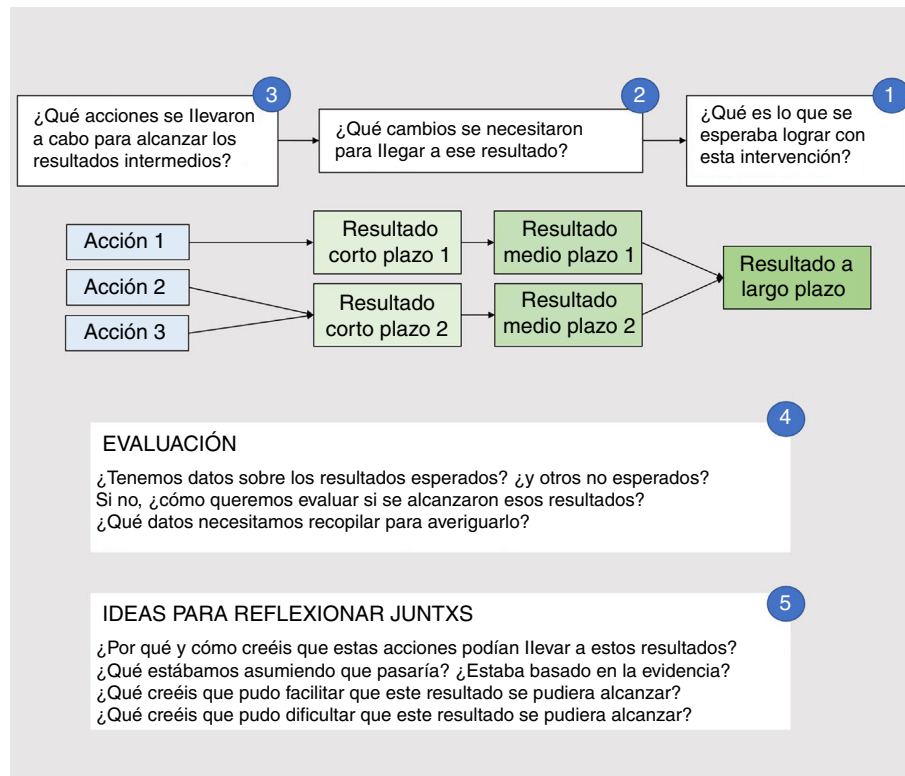 3
¿Qué acciones se llevaron
a cabo para alcanzar los
resultados intermedios?
2
¿Qué cambios se necesitaron
para llegar a ese resultado?
1
¿Qué es lo que se
esperaba lograr con
esta intervención?
Acción 1
Acción 2
Acción 3
Resultado
corto plazo 1
Resultado
corto plazo 2
Resultado
medio plazo 1
Resultado
medio plazo 2
Resultado a
largo plazo
4
EVALUACIÓN
¿Tenemos datos sobre los resultados esperados? ¿y otros no esperados?
Si no, ¿cómo queremos evaluar si se alcanzaron esos resultados?
¿Qué datos necesitamos recopilar para averiguarlo?
5
IDEAS PARA REFLEXIONAR JUNTXS
¿Por qué y cómo creéis que estas acciones podían llevar a estos resultados?
¿Qué estábamos asumiendo que pasaría? ¿Estaba basado en la evidencia?
¿Qué creéis que pudo facilitar que este resultado se pudiera alcanzar?
¿Qué creéis que pudo dificultar que este resultado se pudiera alcanzar?